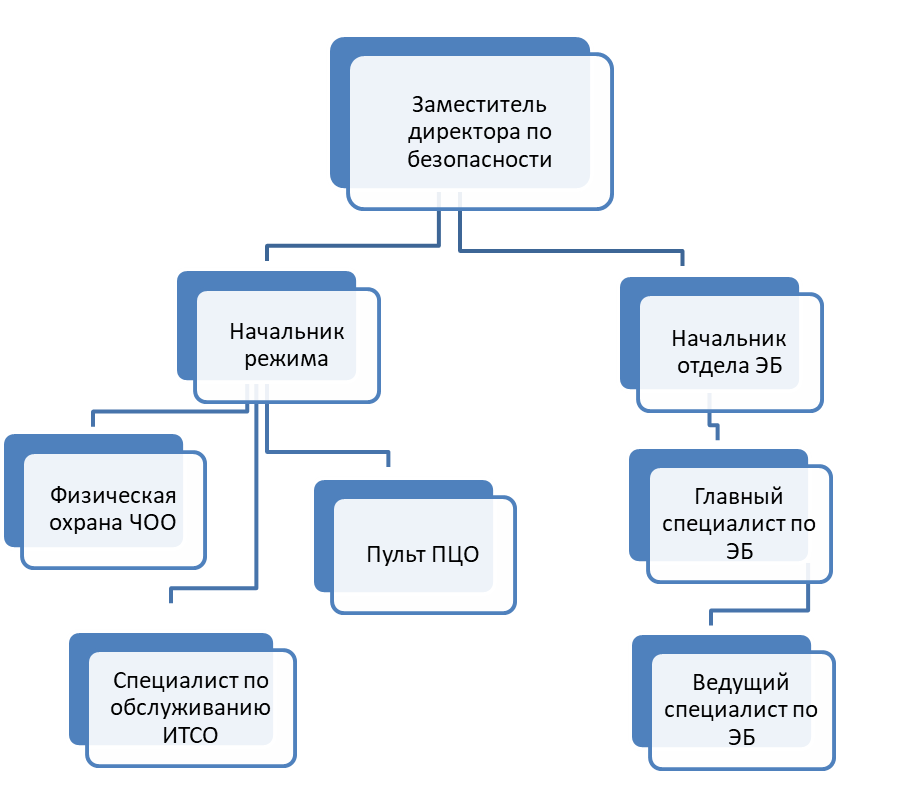 Заместитель
директора по
безопасности
Начальник
режима
Начальник
отдела ЭБ
Физическая
охрана ЧОО
Пульт ПЦО
Главный
специалист по
ЭБ
Специалист по
обслуживанию
ИТСО
Ведущий
специалист по
ЭБ